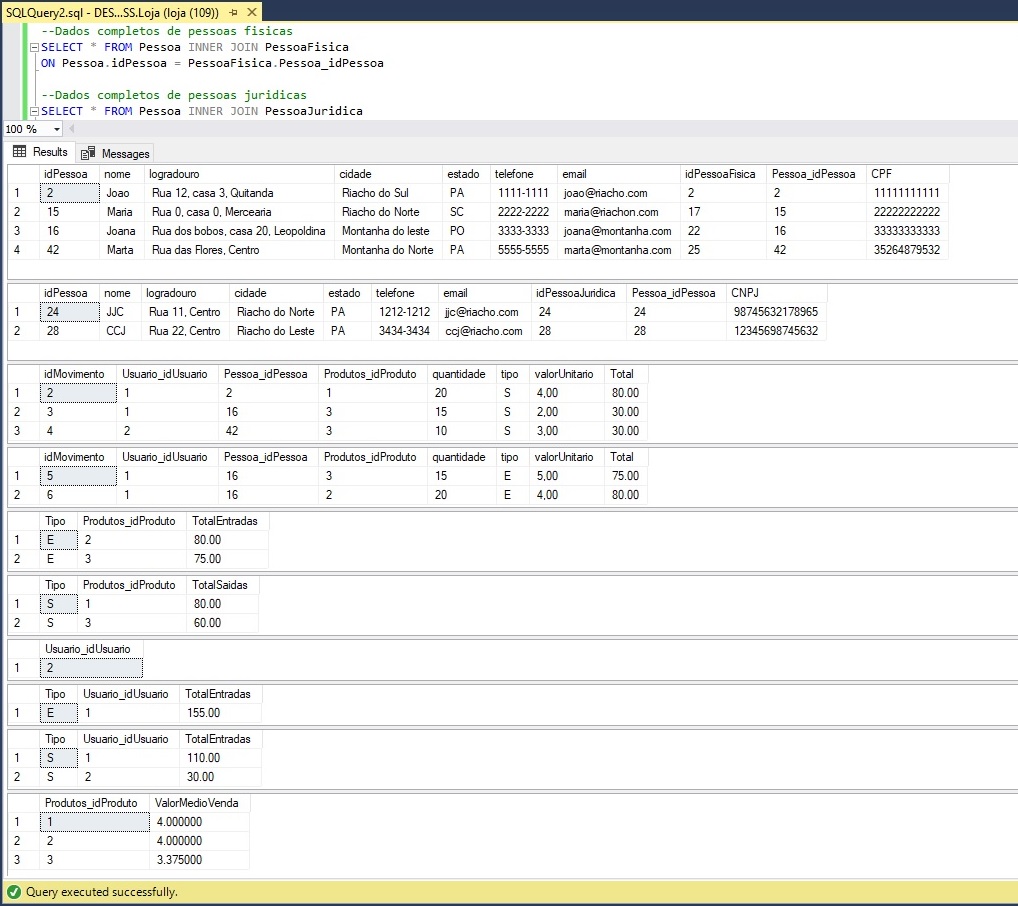 SQLQuery2.sql - DES...SS.Loja (loja (109))
--Dados completos de pessoas fisicas
SELECT * FROM Pessoa INNER JOIN PessoaFisica
ON Pessoa.idPessoa = PessoaFisica.Pessoa_idPessoa
--Dados completos de pessoas juridicas
SELECT * FROM Pessoa INNER JOIN PessoaJuridica
100 %
Results Messages
idPessoa nome logradouro cidade estado telefone email idPessoaFisica Pessoa_idPessoa CPF
1 2 Joao Rua 12, casa 3, Quitanda Riacho do Sul PA 1111-1111 joao@riacho.com 2 2 11111111111
2 15 Maria Rua 0, casa 0, Mercearia Riacho do Norte SC 2222-2222 maria@riachon.com 17 15 22222222222
3 16 Joana Rua dos bobos, casa 20, Leopoldina Montanha do leste PO 3333-3333 joana@montanha.com 22 16 33333333333
4 42 Marta Rua das Flores, Centro Montanha do Norte PA 5555-5555 marta@montanha.com 25 42 35264879532
idPessoa nome logradouro cidade estado telefone email idPessoaJuridica Pessoa_idPessoa CNPJ
1 24 JJC Rua 11, Centro Riacho do Norte PA 1212-1212 jjc@riacho.com 24 24 98745632178965
2 28 CCJ Rua 22, Centro Riacho do Leste PA 3434-3434 ccj@riacho.com 28 28 12345698745632
idMovimento Usuario_idUsuario Pessoa_idPessoa Produtos_idProduto quantidade tipo valorUnitario Total
1 2 1 2 1 20 S 4,00 80.00
2 3 1 16 3 15 S 2,00 30.00
3 4 2 42 3 10 S 3,00 30.00
idMovimento Usuario_idUsuario Pessoa_idPessoa Produtos_idProduto quantidade tipo valorUnitario Total
1 5 1 16 3 15 E 5,00 75.00
2 6 1 16 2 20 E 4,00 80.00
Tipo Produtos_idProduto TotalEntradas
1 E 2 80.00
2 E 3 75.00
Tipo Produtos_idProduto TotalSaidas
1 S 1 80.00
2 S 3 60.00
Usuario_idUsuario
1 2
Tipo Usuario_idUsuario TotalEntradas
1 E 1 155.00
Tipo Usuario_idUsuario TotalEntradas
1 S 1 110.00
2 S 2 30.00
Produtos_idProduto ValorMedioVenda
1 1 4.000000
2 2 4.000000
3 3 3.375000
Query executed successfully.